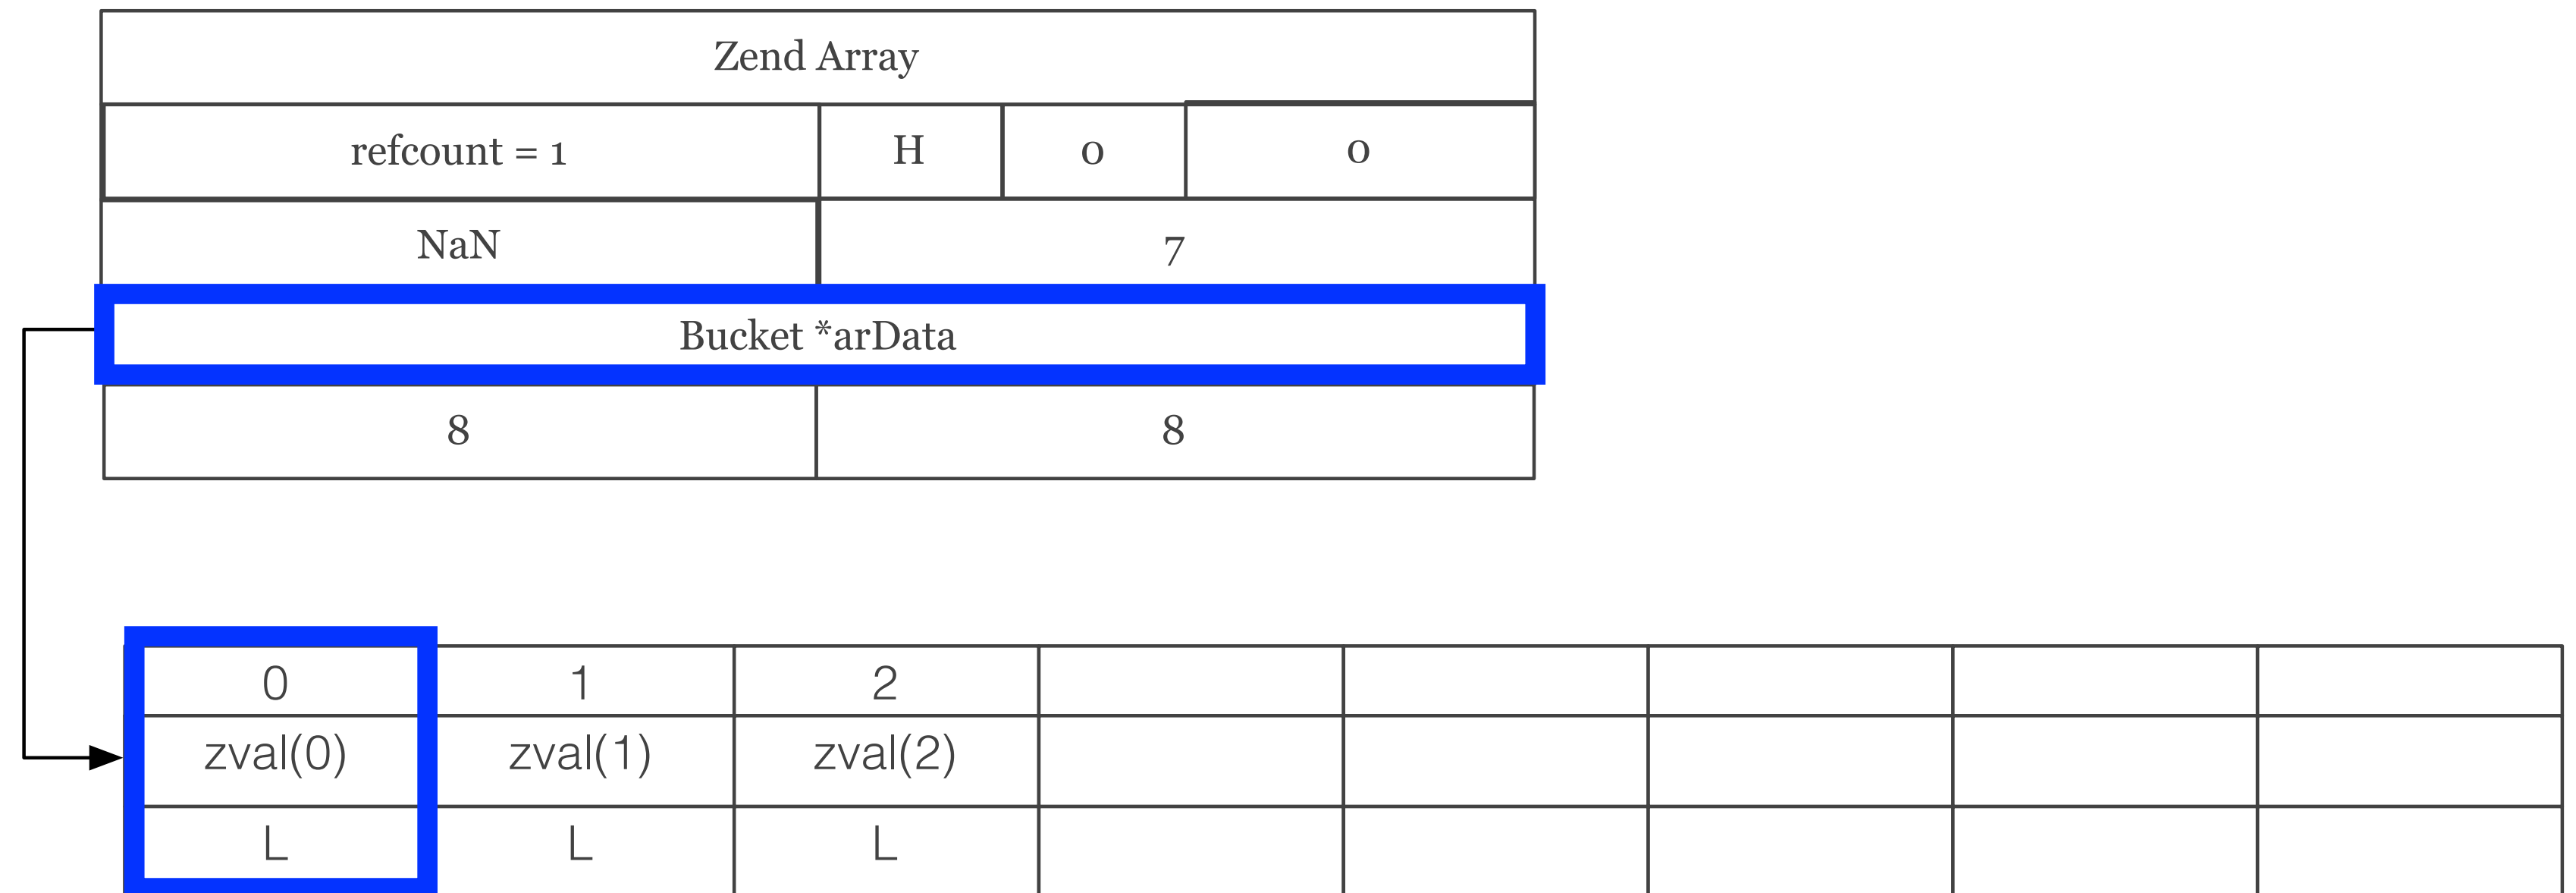 Zend Array
refcount = 1 H 0 0
NaN 7
Bucket *arData
8 8
0 1 2
zval(0) zval(1) zval(2)
L L L